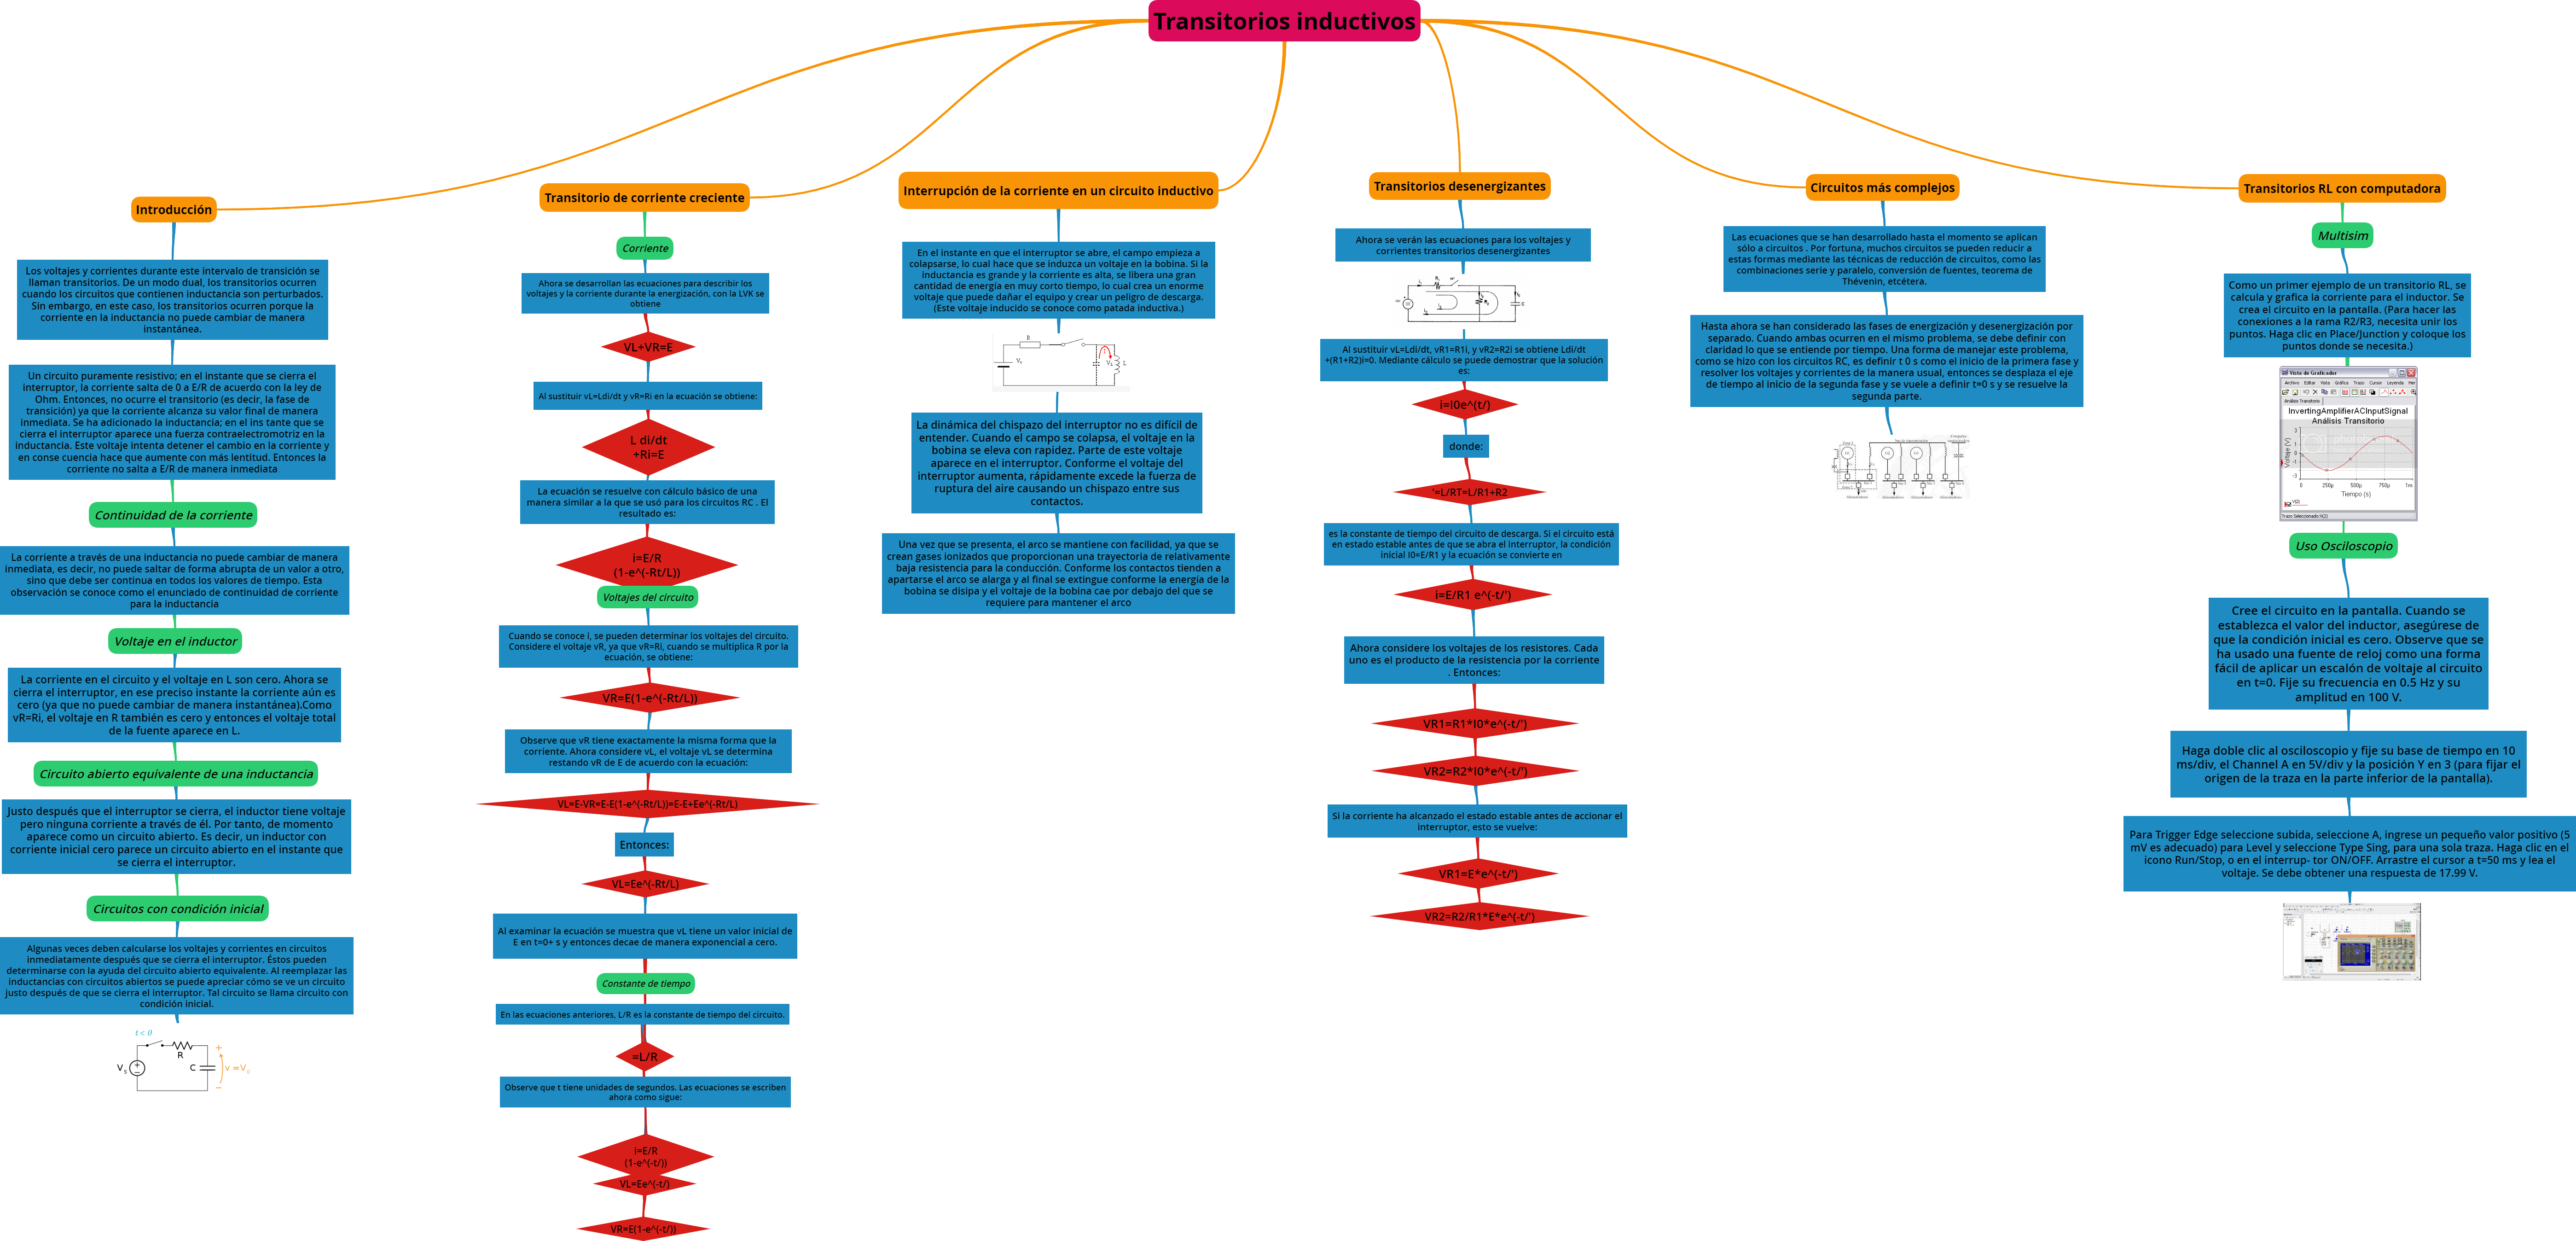 Transitorios inductivos
Introducción
Los voltajes y corrientes durante este intervalo de transición se
llaman transitorios. De un modo dual, los transitorios ocurren
cuando los circuitos que contienen inductancia son perturbados.
Sin embargo, en este caso, los transitorios ocurren porque la
corriente en la inductancia no puede cambiar de manera
instantánea.
Un circuito puramente resistivo; en el instante que se cierra el
interruptor, la corriente salta de 0 a E/R de acuerdo con la ley de
Ohm. Entonces, no ocurre el transitorio (es decir, la fase de
transición) ya que la corriente alcanza su valor final de manera
inmediata. Se ha adicionado la inductancia; en el ins tante que se
cierra el interruptor aparece una fuerza contraelectromotriz en la
inductancia. Este voltaje intenta detener el cambio en la corriente y
en conse cuencia hace que aumente con más lentitud. Entonces la
corriente no salta a E/R de manera inmediata
Continuidad de la corriente
La corriente a través de una inductancia no puede cambiar de manera
inmediata, es decir, no puede saltar de forma abrupta de un valor a otro,
sino que debe ser continua en todos los valores de tiempo. Esta
observación se conoce como el enunciado de continuidad de corriente
para la inductancia
Voltaje en el inductor
La corriente en el circuito y el voltaje en L son cero. Ahora se
cierra el interruptor, en ese preciso instante la corriente aún es
cero (ya que no puede cambiar de manera instantánea).Como
vR=Ri, el voltaje en R también es cero y entonces el voltaje total
de la fuente aparece en L.
Circuito abierto equivalente de una inductancia
Justo después que el interruptor se cierra, el inductor tiene voltaje
pero ninguna corriente a través de él. Por tanto, de momento
aparece como un circuito abierto. Es decir, un inductor con
corriente inicial cero parece un circuito abierto en el instante que
se cierra el interruptor.
Circuitos con condición inicial
Algunas veces deben calcularse los voltajes y corrientes en circuitos
inmediatamente después que se cierra el interruptor. Éstos pueden
determinarse con la ayuda del circuito abierto equivalente. Al reemplazar las
inductancias con circuitos abiertos se puede apreciar cómo se ve un circuito
justo después de que se cierra el interruptor. Tal circuito se llama circuito con
condición inicial.
t < 0
R
Vs
C
v =V
Transitorio de corriente creciente
Corriente
Ahora se desarrollan las ecuaciones para describir los
voltajes y la corriente durante la energización, con la LVK se
obtiene
VL+VR=E
Al sustituir vL=Ldi/dt y vR=Ri en la ecuación se obtiene:
L di/dt
+Ri=E
La ecuación se resuelve con cálculo básico de una
manera similar a la que se usó para los circuitos RC . El
resultado es:
i=E/R
(1-e^(-Rt/L))
Voltajes del circuito
Cuando se conoce i, se pueden determinar los voltajes del circuito.
Considere el voltaje vR, ya que vR=Ri, cuando se multiplica R por la
ecuación, se obtiene:
VR=E(1-e^(-Rt/L))
Observe que vR tiene exactamente la misma forma que la
corriente. Ahora considere vL, el voltaje vL se determina
restando vR de E de acuerdo con la ecuación:
VL=E-VR=E-E(1-e^(-Rt/L))=E-E+Ee^(-Rt/L)
Entonces:
VL=Ee^(-Rt/L)
Al examinar la ecuación se muestra que vL tiene un valor inicial de
E en t=0+ s y entonces decae de manera exponencial a cero.
Constante de tiempo
En las ecuaciones anteriores, L/R es la constante de tiempo del circuito.
=L/R
Observe que t tiene unidades de segundos. Las ecuaciones se escriben
ahora como sigue:
i=E/R
(1-e^(-t/))
VL=Ee^(-t/)
VR=E(1-e^(-t/))
Interrupción de la corriente en un circuito inductivo
En el instante en que el interruptor se abre, el campo empieza a
colapsarse, lo cual hace que se induzca un voltaje en la bobina. Si la
inductancia es grande y la corriente es alta, se libera una gran
cantidad de energía en muy corto tiempo, lo cual crea un enorme
voltaje que puede dañar el equipo y crear un peligro de descarga.
(Este voltaje inducido se conoce como patada inductiva.)
R
L
La dinámica del chispazo del interruptor no es difícil de
entender. Cuando el campo se colapsa, el voltaje en la
bobina se eleva con rapidez. Parte de este voltaje
aparece en el interruptor. Conforme el voltaje del
interruptor aumenta, rápidamente excede la fuerza de
ruptura del aire causando un chispazo entre sus
contactos.
Una vez que se presenta, el arco se mantiene con facilidad, ya que se
crean gases ionizados que proporcionan una trayectoria de relativamente
baja resistencia para la conducción. Conforme los contactos tienden a
apartarse el arco se alarga y al final se extingue conforme la energía de la
bobina se disipa y el voltaje de la bobina cae por debajo del que se
requiere para mantener el arco
Transitorios desenergizantes
Ahora se verán las ecuaciones para los voltajes y
corrientes transitorios desenergizantes
Al sustituir vL=Ldi/dt, vR1=R1i, y vR2=R2i se obtiene Ldi/dt
+(R1+R2)i=0. Mediante cálculo se puede demostrar que la solución
es:
i=I0e^(t/)
donde:
'=L/RT=L/R1+R2
es la constante de tiempo del circuito de descarga. Si el circuito está
en estado estable antes de que se abra el interruptor, la condición
inicial I0=E/R1 y la ecuación se convierte en
i=E/R1 e^(-t/')
Ahora considere los voltajes de los resistores. Cada
uno es el producto de la resistencia por la corriente
. Entonces:
VR1=R1*I0*e^(-t/')
VR2=R2*I0*e^(-t/')
Si la corriente ha alcanzado el estado estable antes de accionar el
interruptor, esto se vuelve:
VR1=E*e^(-t/')
VR2=R2/R1*E*e^(-t/')
Circuitos más complejos
Las ecuaciones que se han desarrollado hasta el momento se aplican
sólo a circuitos . Por fortuna, muchos circuitos se pueden reducir a
estas formas mediante las técnicas de reducción de circuitos, como las
combinaciones serie y paralelo, conversión de fuentes, teorema de
Thévenin, etcétera.
Hasta ahora se han considerado las fases de energización y desenergización por
separado. Cuando ambas ocurren en el mismo problema, se debe definir con
claridad lo que se entiende por tiempo. Una forma de manejar este problema,
como se hizo con los circuitos RC, es definir t 0 s como el inicio de la primera fase y
resolver los voltajes y corrientes de la manera usual, entonces se desplaza el eje
de tiempo al inicio de la segunda fase y se vuele a definir t=0 s y se resuelve la
segunda parte.
Transitorios RL con computadora
Multisim
Como un primer ejemplo de un transitorio RL, se
calcula y grafica la corriente para el inductor. Se
crea el circuito en la pantalla. (Para hacer las
conexiones a la rama R2/R3, necesita unir los
puntos. Haga clic en Place/Junction y coloque los
puntos donde se necesita.)
Vista de Graficador
Archivo Editar Vista Gráfica Trazo Cursor Leyenda Her
Análisis Transitorio
InvertingAmplifierACInputSignal
Análisis Transitorio
Voltaje (V)
3
1
0
-1
-3
0 250µ 500µ 750µ 1m
Tiempo (s)
V(2)
Trazo Seleccionado:V(2)
Uso Osciloscopio
Cree el circuito en la pantalla. Cuando se
establezca el valor del inductor, asegúrese de
que la condición inicial es cero. Observe que se
ha usado una fuente de reloj como una forma
fácil de aplicar un escalón de voltaje al circuito
en t=0. Fije su frecuencia en 0.5 Hz y su
amplitud en 100 V.
Haga doble clic al osciloscopio y fije su base de tiempo en 10
ms/div, el Channel A en 5V/div y la posición Y en 3 (para fijar el
origen de la traza en la parte inferior de la pantalla).
Para Trigger Edge seleccione subida, seleccione A, ingrese un pequeño valor positivo (5
mV es adecuado) para Level y seleccione Type Sing, para una sola traza. Haga clic en el
icono Run/Stop, o en el interrup- tor ON/OFF. Arrastre el cursor a t=50 ms y lea el
voltaje. Se debe obtener una respuesta de 17.99 V.